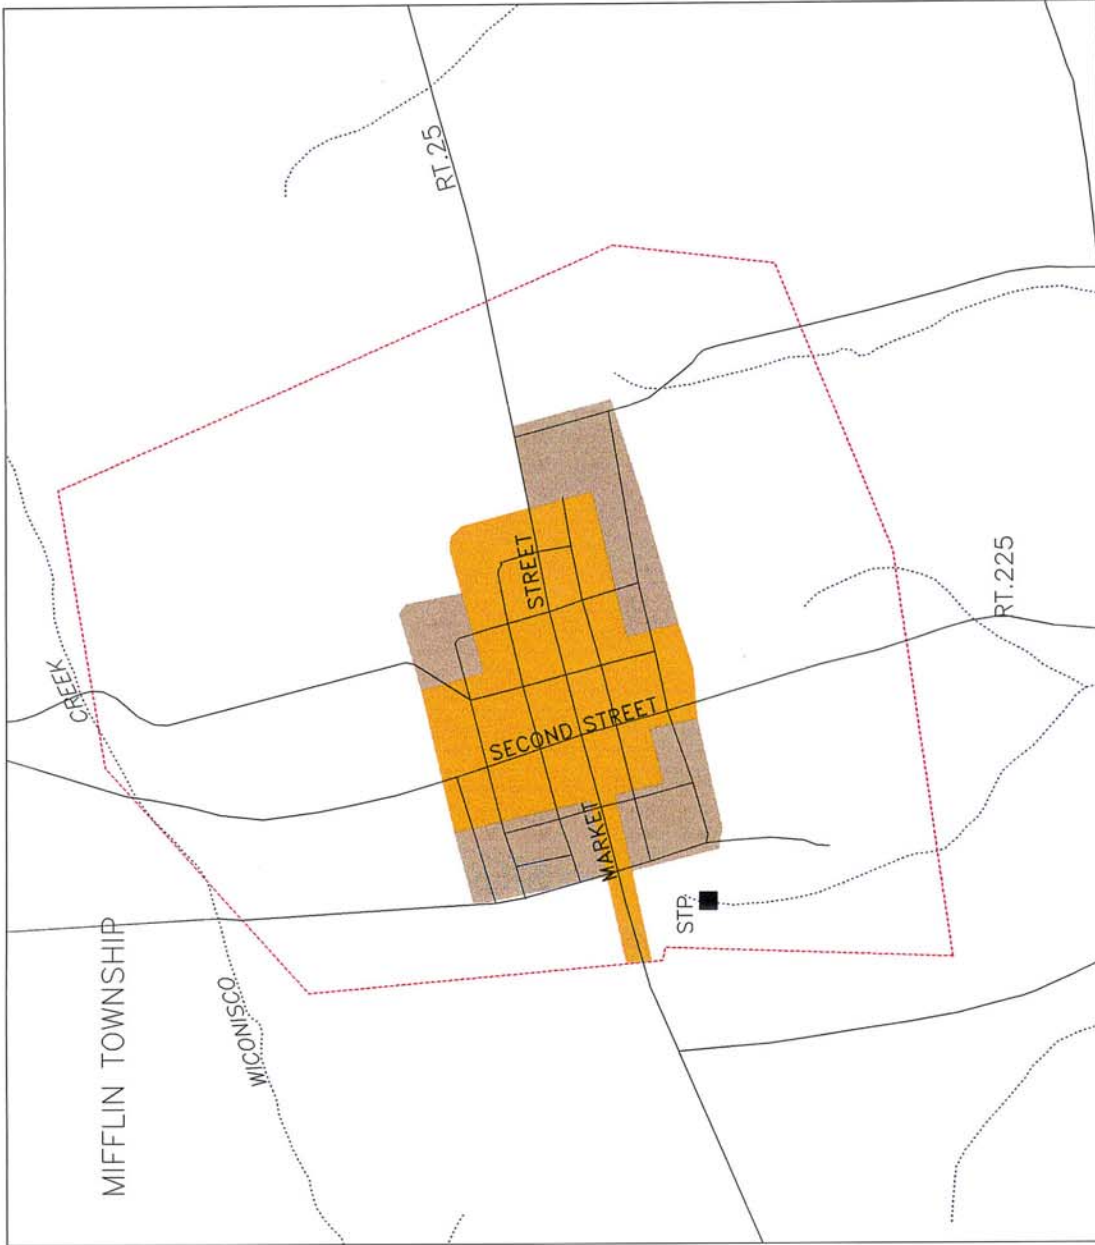 MIFFLIN TOWNSHIP
WICONISCO
CREEK
RT.25
STREET
SECOND STREET
MARKET
STP.
RT.225